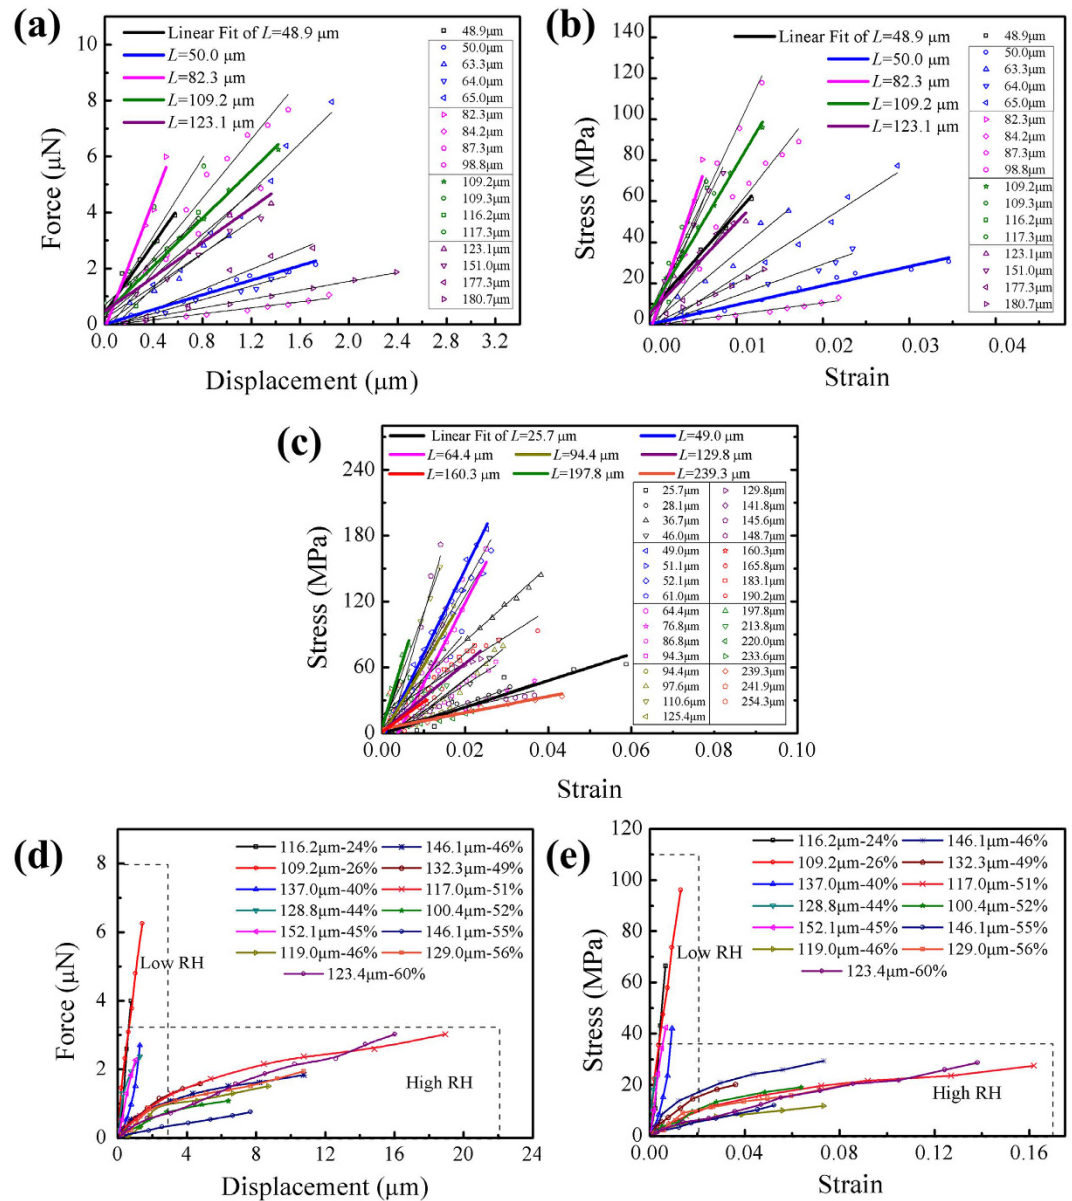 (a)
Force (μN)
10
8
6
4
2
0
Linear Fit of L=48.9 μm
L=50.0 μm
L=82.3 μm
L=109.2 μm
L=123.1 μm
48.9μm
50.0μm
63.3μm
64.0μm
65.0μm
82.3μm
84.2μm
87.3μm
98.8μm
109.2μm
109.3μm
116.2μm
117.3μm
123.1μm
151.0μm
177.3μm
180.7μm
0.0 0.4 0.8 1.2 1.6 2.0 2.4 2.8 3.2
Displacement (μm)
(b)
Stress (MPa)
140
120
100
80
60
40
20
0
Linear Fit of L=48.9 μm
L=50.0 μm
L=82.3 μm
L=109.2 μm
L=123.1 μm
48.9μm
50.0μm
63.3μm
64.0μm
65.0μm
82.3μm
84.2μm
87.3μm
98.8μm
109.2μm
109.3μm
116.2μm
117.3μm
123.1μm
151.0μm
177.3μm
180.7μm
0.00 0.01 0.02 0.03 0.04
Strain
(c)
Stress (MPa)
240
180
120
60
0
Linear Fit of L=25.7 μm L=49.0 μm
L=64.4 μm L=94.4 μm L=129.8 μm
L=160.3 μm L=197.8 μm L=239.3 μm
25.7μm 129.8μm
28.1μm 141.8μm
36.7μm 145.6μm
46.0μm 148.7μm
49.0μm 160.3μm
51.1μm 165.8μm
52.1μm 183.1μm
61.0μm 190.2μm
64.4μm 197.8μm
76.8μm 213.8μm
86.8μm 220.0μm
94.3μm 233.6μm
94.4μm 239.3μm
97.6μm 241.9μm
110.6μm 254.3μm
125.4μm
0.00 0.02 0.04 0.06 0.08 0.10
Strain
(d)
Force (μN)
8
6
4
2
0
116.2μm-24% 146.1μm-46%
109.2μm-26% 132.3μm-49%
137.0μm-40% 117.0μm-51%
128.8μm-44% 100.4μm-52%
152.1μm-45% 146.1μm-55%
119.0μm-46% 129.0μm-56%
123.4μm-60%
Low RH
High RH
0 3 6 9 12 15 18 21 24
Displacement (μm)
(e)
Stress (MPa)
120
100
80
60
40
20
0
116.2μm-24% 146.1μm-46%
109.2μm-26% 132.3μm-49%
137.0μm-40% 117.0μm-51%
128.8μm-44% 100.4μm-52%
152.1μm-45% 146.1μm-55%
119.0μm-46% 129.0μm-56%
123.4μm-60%
Low RH
High RH
0.00 0.04 0.08 0.12 0.16
Strain